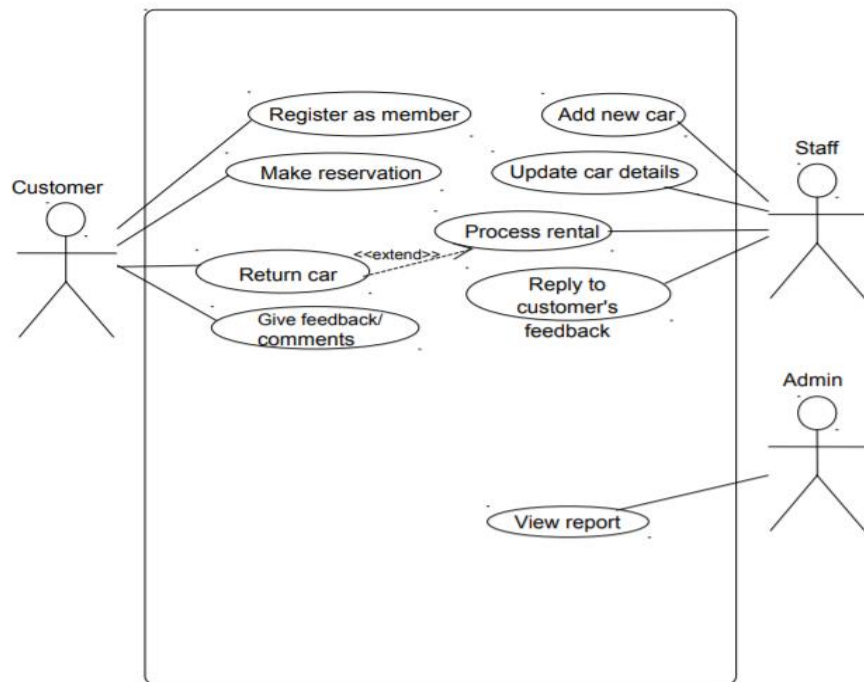 Register as member
Add new car
Staff
Make reservation
Update car details
Customer
Process rental
<<extend>>
Return car
Reply to
customer's
feedback
Give feedback/
comments
Admin
View report